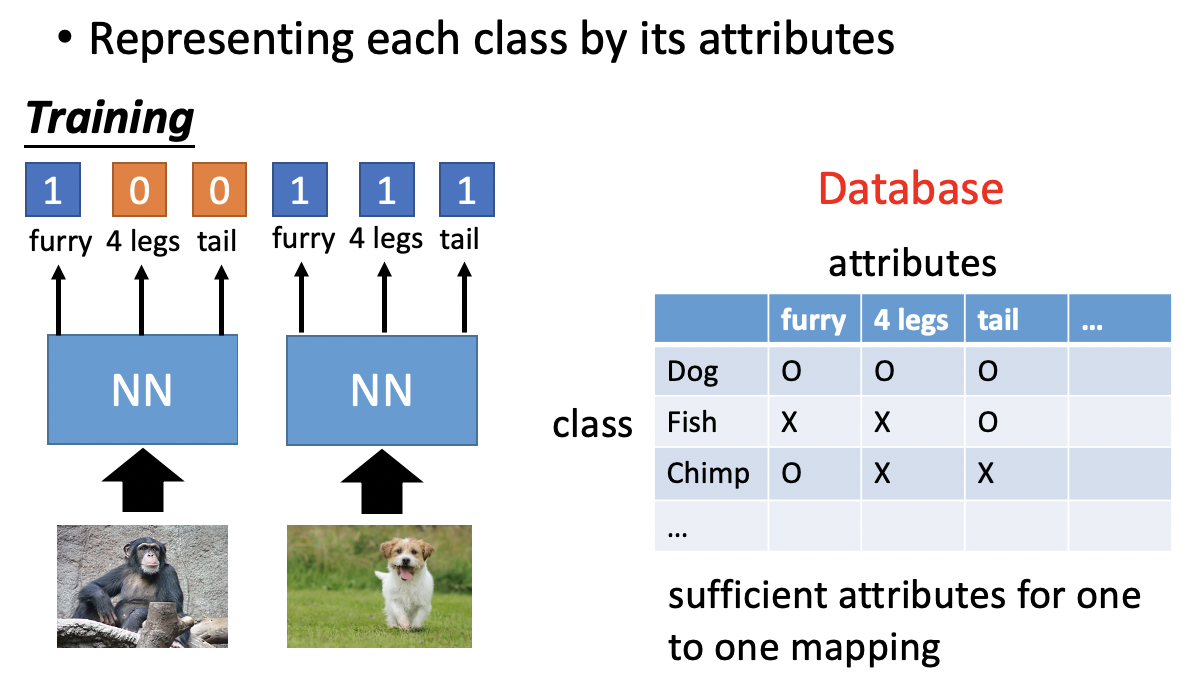 • Representing each class by its attributes
Training
1 0 0 1 1 1
furry 4 legs tail furry 4 legs tail
NN NN
Database
attributes
furry 4 legs tail ...
class
Dog O O O
Fish X X O
Chimp O X X
...
sufficient attributes for one
to one mapping